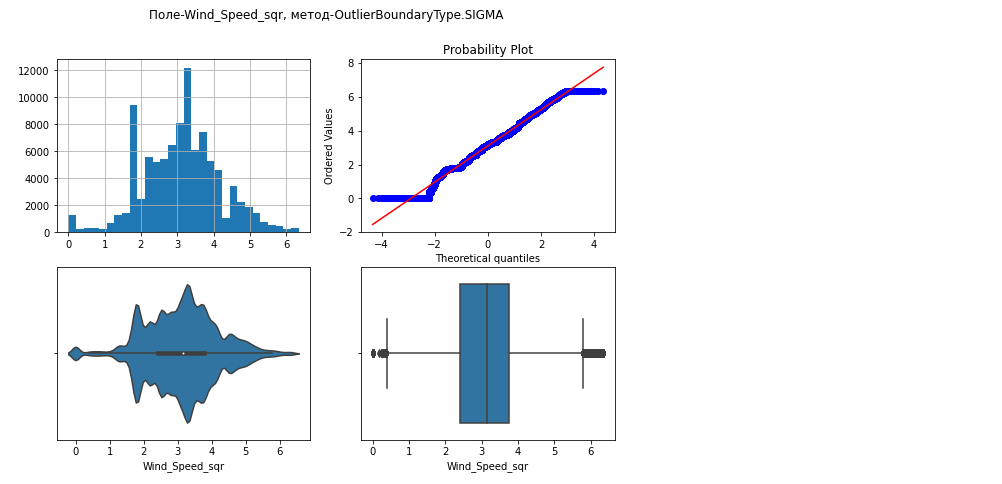 Поле-Wind_Speed_sqr, метод-OutlierBoundaryType.SIGMA
12000
10000
8000
6000
4000
2000
0
0 1 2 3 4 5 6
Probability Plot
Ordered Values
8
6
4
2
0
−2
−4 −2 0 2 4
Theoretical quantiles
0 1 2 3 4 5 6
Wind_Speed_sqr
0 1 2 3 4 5 6
Wind_Speed_sqr